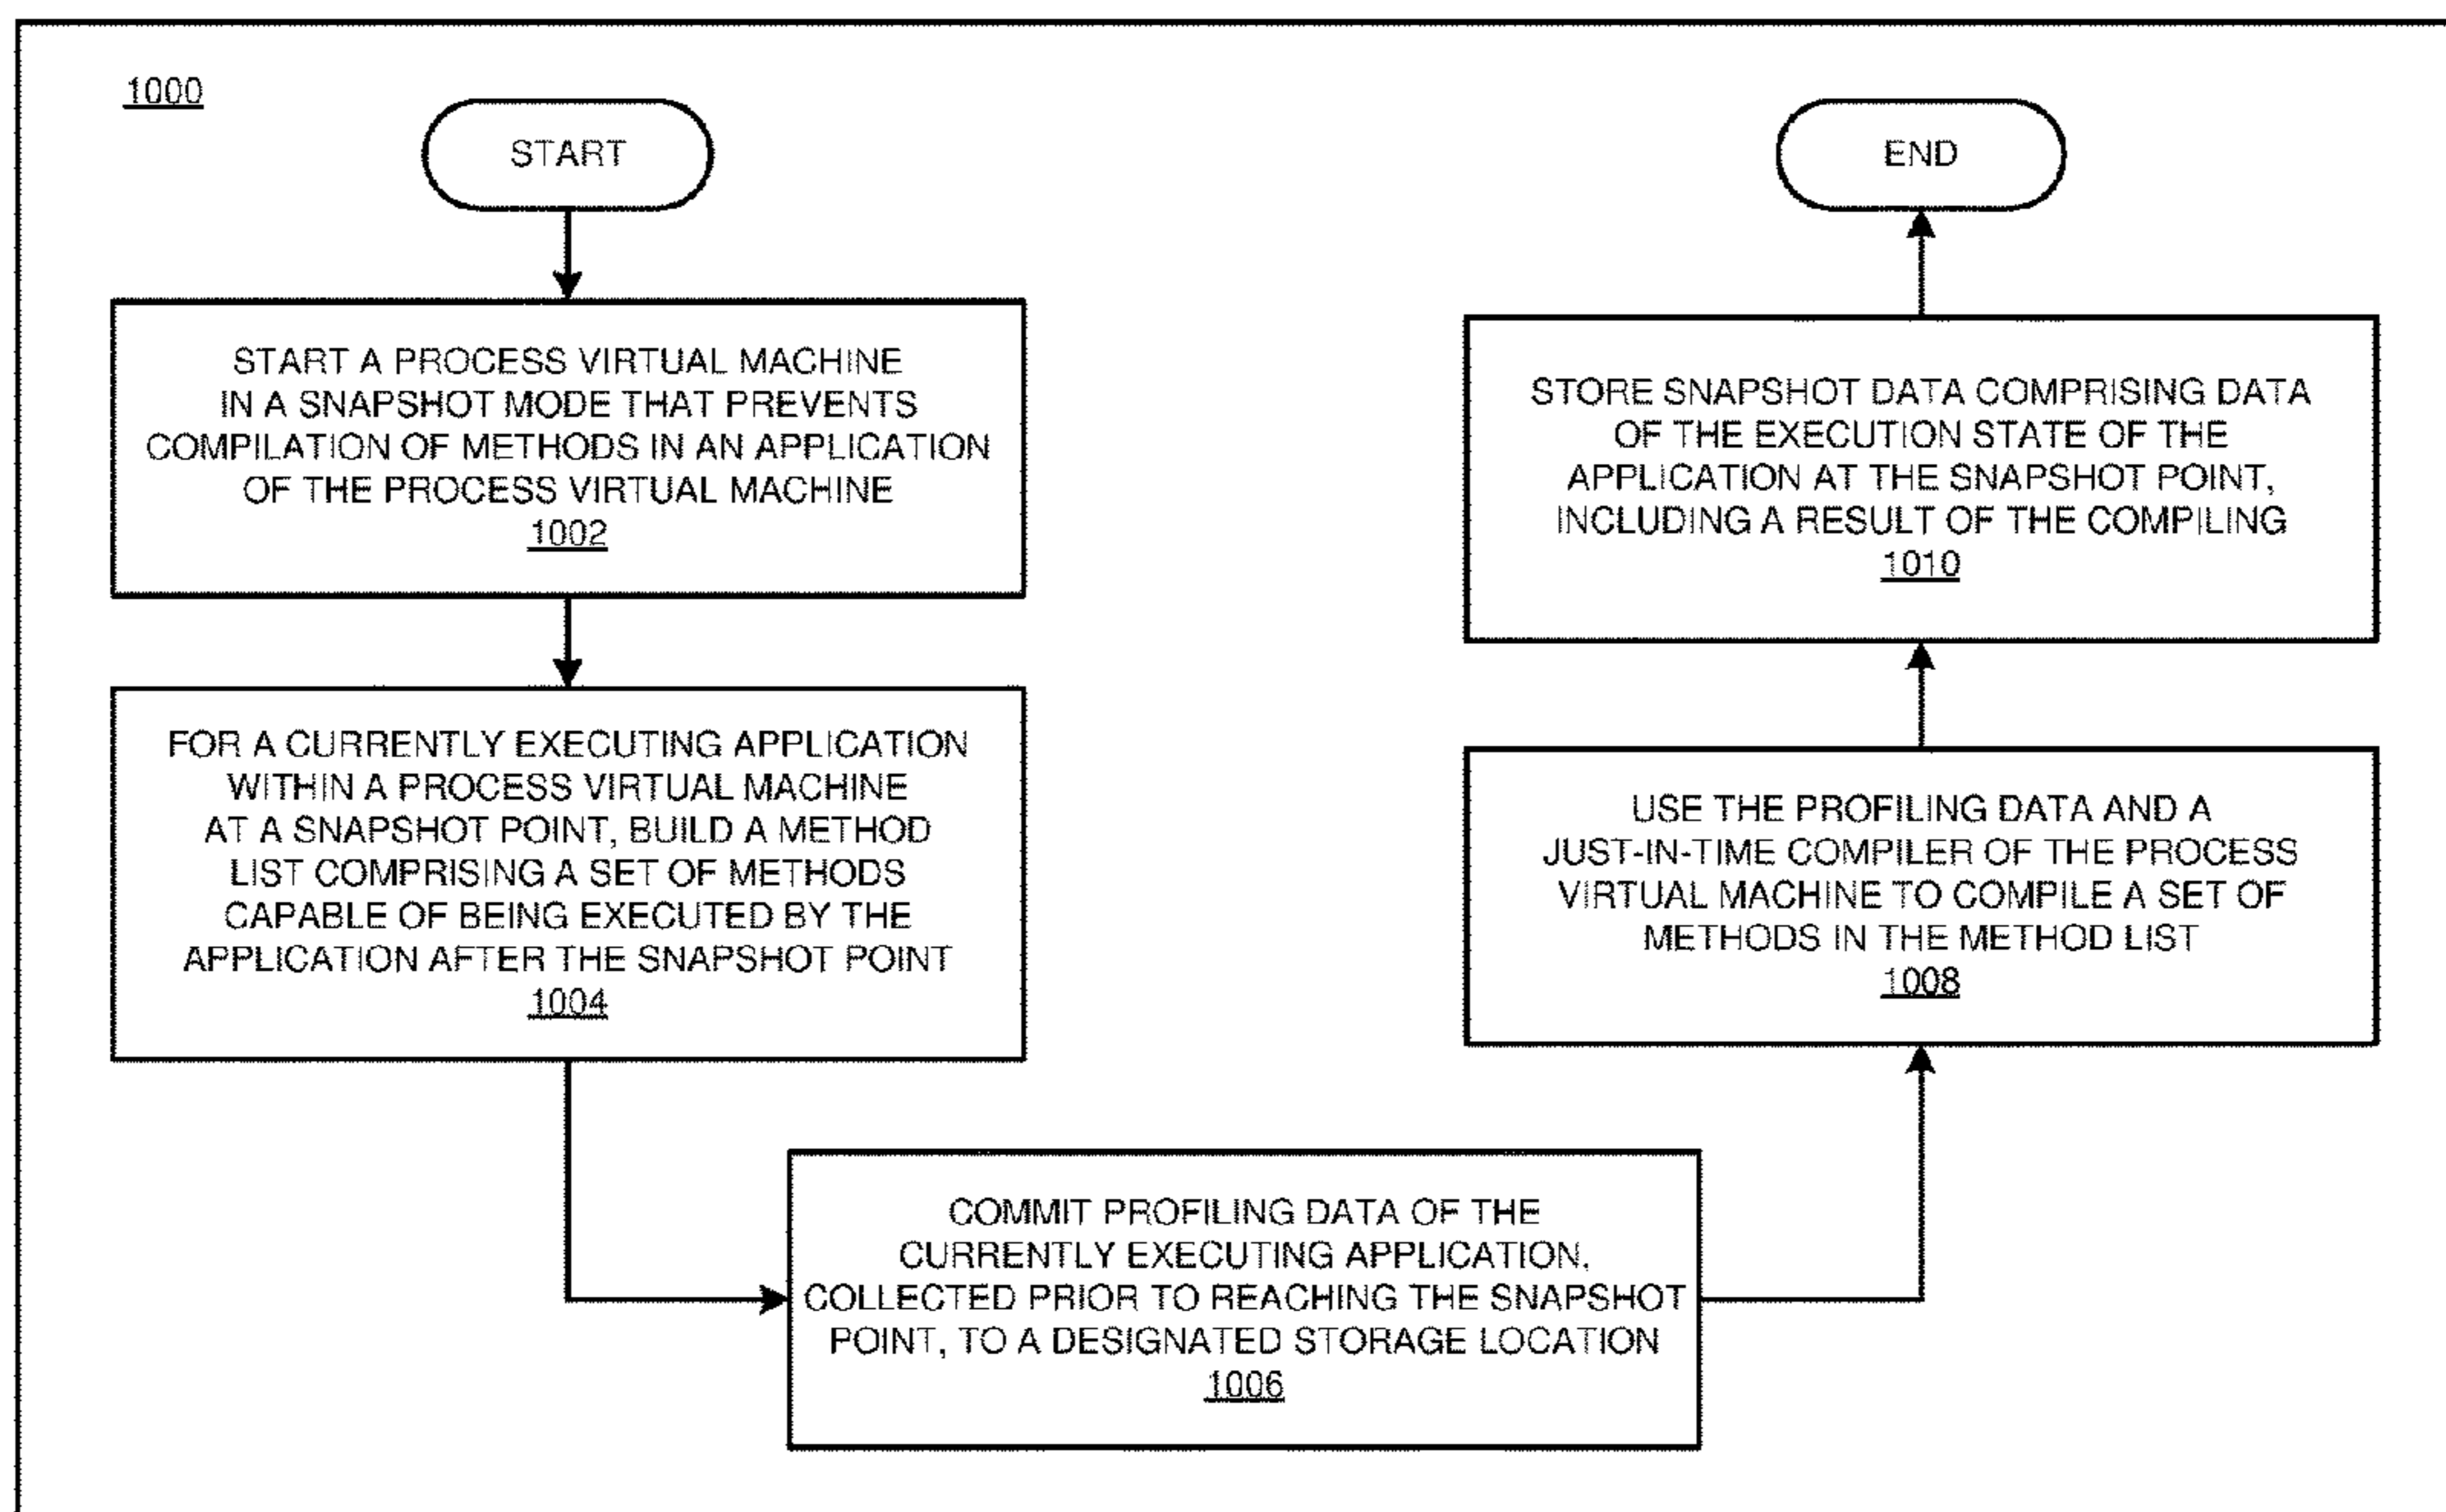 1000
START
START A PROCESS VIRTUAL MACHINE
IN A SNAPSHOT MODE THAT PREVENTS
COMPILATION OF METHODS IN AN APPLICATION
OF THE PROCESS VIRTUAL MACHINE
1002
FOR A CURRENTLY EXECUTING APPLICATION
WITHIN A PROCESS VIRTUAL MACHINE
AT A SNAPSHOT POINT, BUILD A METHOD
LIST COMPRISING A SET OF METHODS
CAPABLE OF BEING EXECUTED BY THE
APPLICATION AFTER THE SNAPSHOT POINT
1004
COMMIT PROFILING DATA OF THE
CURRENTLY EXECUTING APPLICATION,
COLLECTED PRIOR TO REACHING THE SNAPSHOT
POINT, TO A DESIGNATED STORAGE LOCATION
1006
USE THE PROFILING DATA AND A
JUST-IN-TIME COMPILER OF THE PROCESS
VIRTUAL MACHINE TO COMPILE A SET OF
METHODS IN THE METHOD LIST
1008
STORE SNAPSHOT DATA COMPRISING DATA
OF THE EXECUTION STATE OF THE
APPLICATION AT THE SNAPSHOT POINT,
INCLUDING A RESULT OF THE COMPILING
1010
END